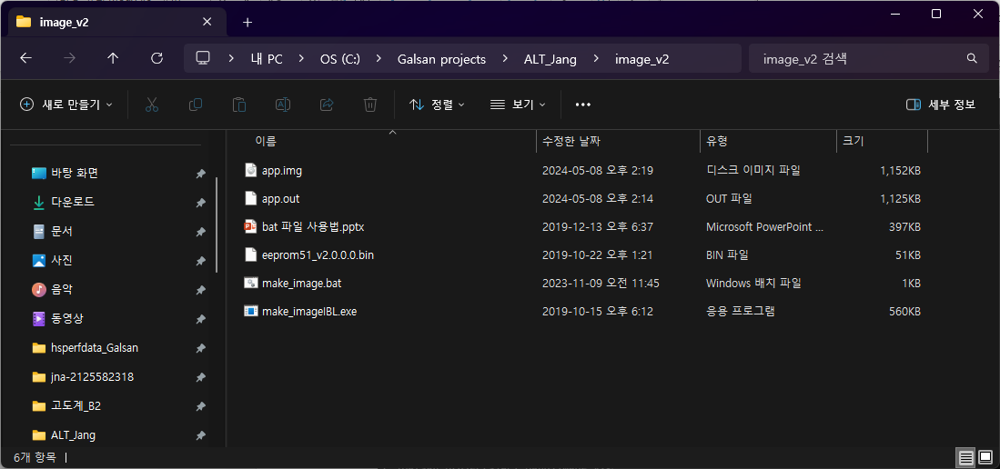 image_v2
내 PC > OS (C:) > Galsan projects > ALT_Jang > image_v2
image_v2 검색
새로 만들기
정렬
보기
세부 정보
이름 수정한 날짜 유형 크기
바탕 화면
다운로드
문서
사진
음악
동영상
hsperfdata_Galsan
jna-2125582318
고도계_B2
ALT_Jang
app.img 2024-05-08 오후 2:19 디스크 이미지 파일 1,152KB
app.out 2024-05-08 오후 2:14 OUT 파일 1,125KB
bat 파일 사용법.pptx 2019-12-13 오후 6:37 Microsoft PowerPoint ... 397KB
eeprom51_v2.0.0.0.bin 2019-10-22 오후 1:21 BIN 파일 51KB
make_image.bat 2023-11-09 오전 11:45 Windows 배치 파일 1KB
make_imageIBL.exe 2019-10-15 오후 6:12 응용 프로그램 560KB
6개 항목